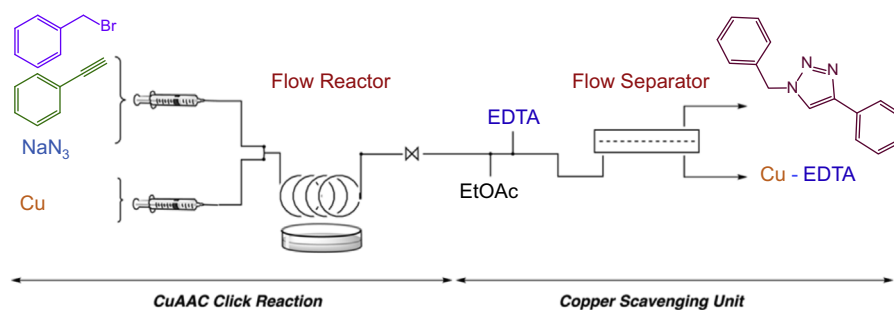 Br
NaN3
Cu
Flow Reactor
EDTA
EtOAc
Flow Separator
N
N
N
Cu - EDTA
CuAAC Click Reaction
Copper Scavenging Unit